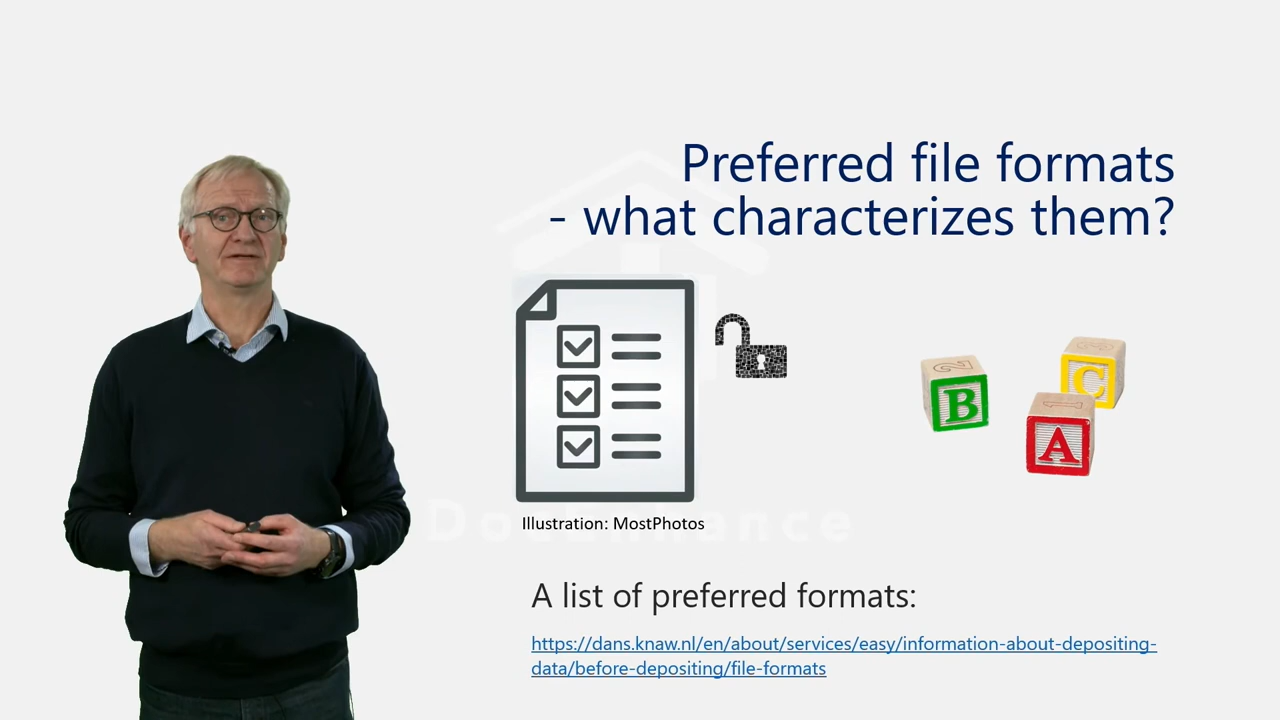 Preferred file formats
- what characterizes them?
B
C
A
Illustration: MostPhotos
DocEnhance
A list of preferred formats:
https://dans.knaw.nl/en/about/services/easy/information-about-depositing-
data/before-depositing/file-formats